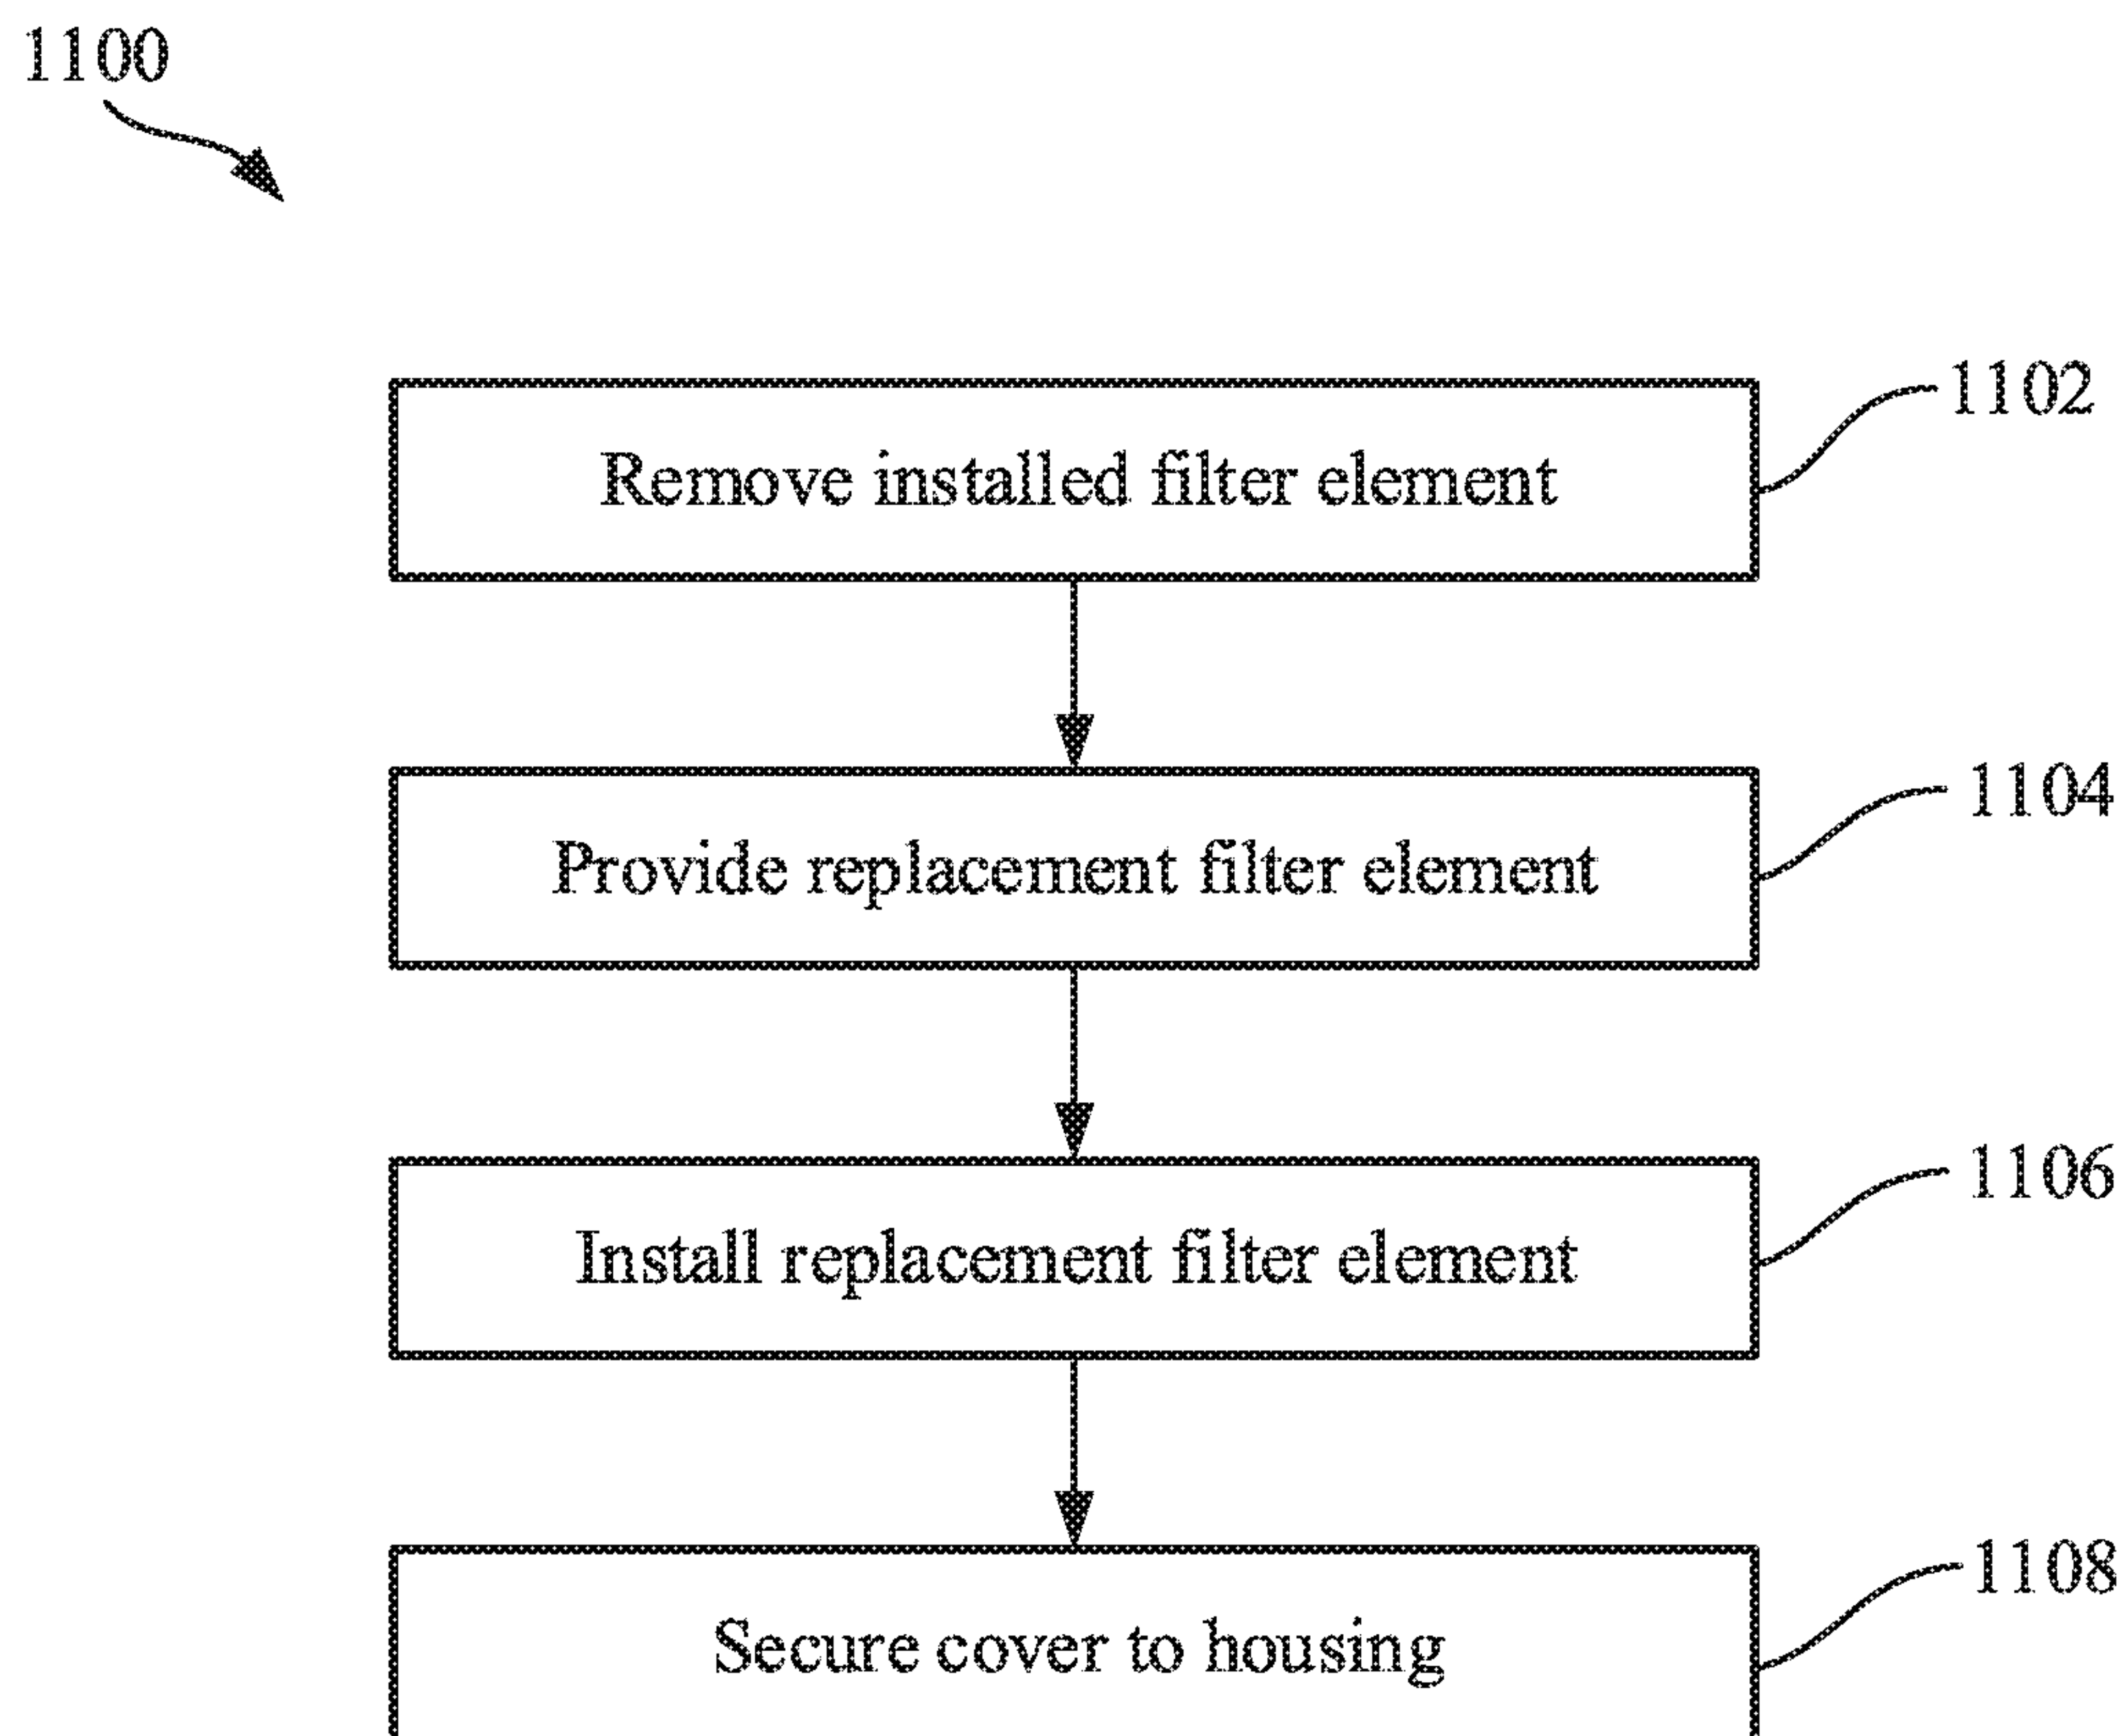 1100
Remove installed filter element
1102
Provide replacement filter element
1104
Install replacement filter element
1106
Secure cover to housing
1108